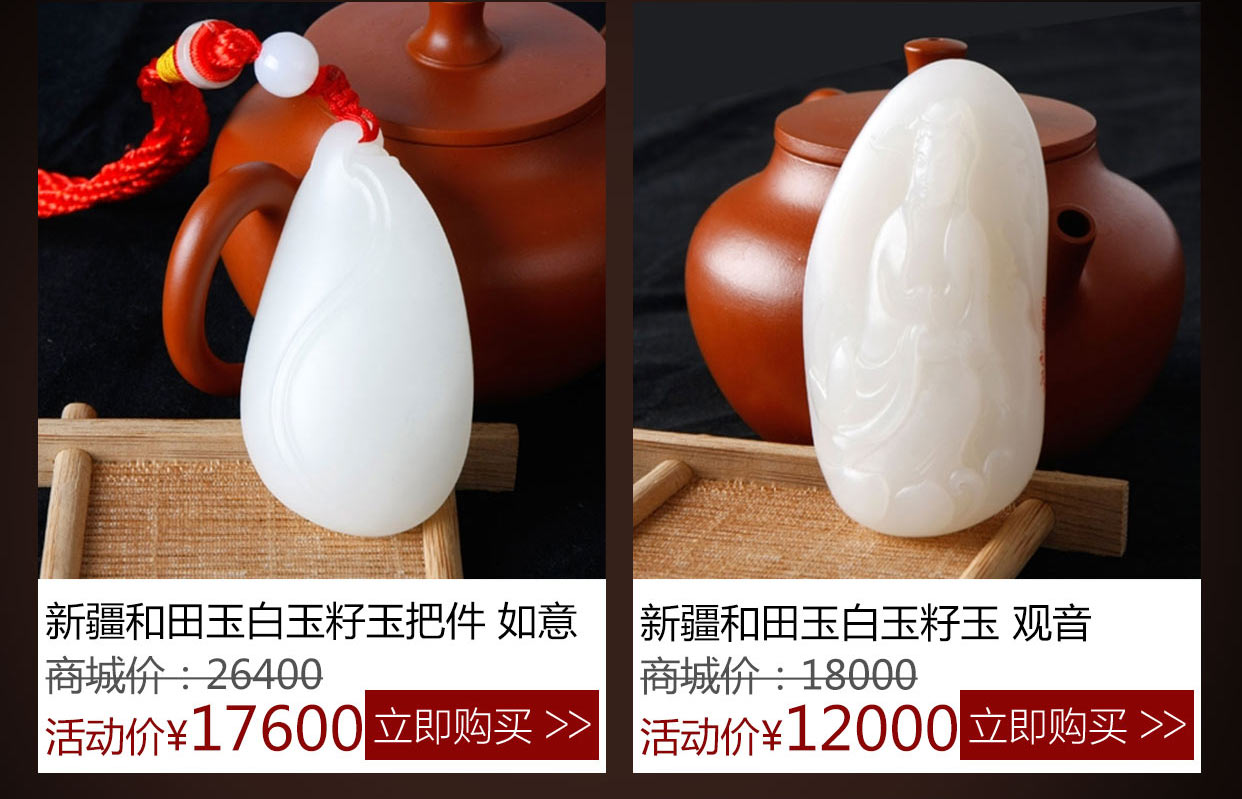 新疆和田玉白玉籽玉把件 如意
商城价：26400
活动价¥17600
立即购买 >>
新疆和田玉白玉籽玉 观音
商城价：18000
活动价¥12000
立即购买 >>